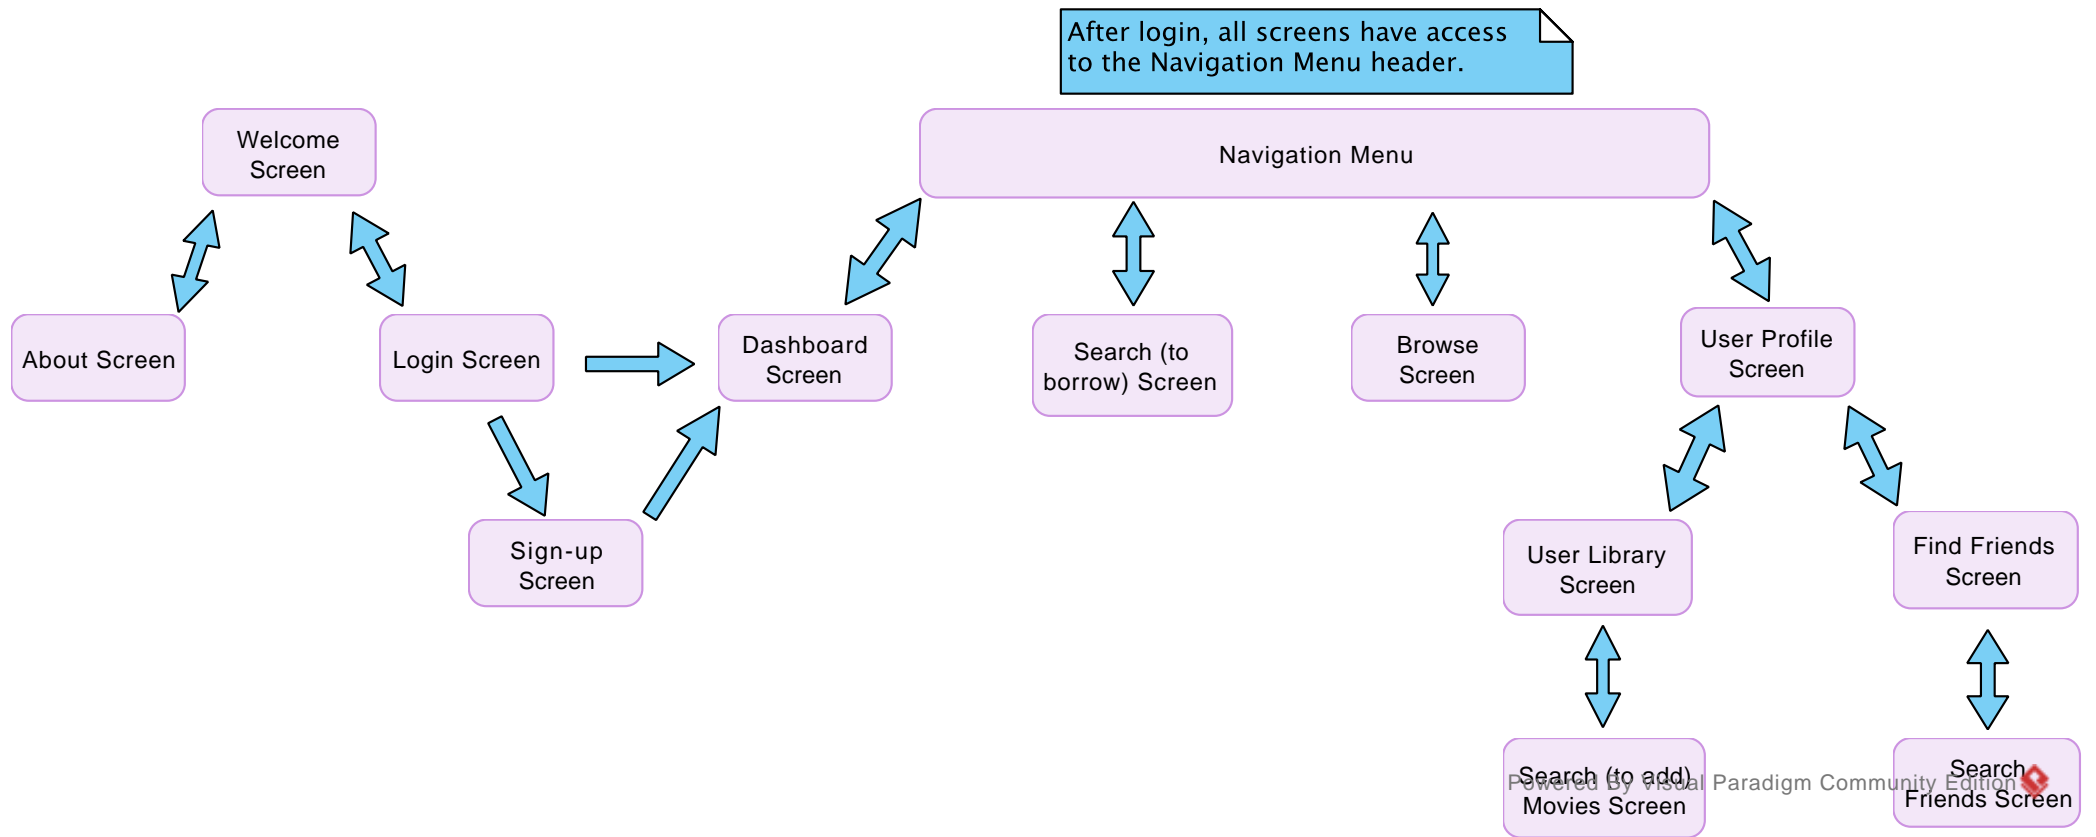 After login, all screens have access
to the Navigation Menu header.
Welcome
Screen
Navigation Menu
About Screen
Login Screen
Dashboard
Screen
Search (to
borrow) Screen
Browse
Screen
User Profile
Screen
Sign-up
Screen
User Library
Screen
Find Friends
Screen
Search (to add)
Movies Screen
Search
Friends Screen
Powered By Visual Paradigm Community Edition